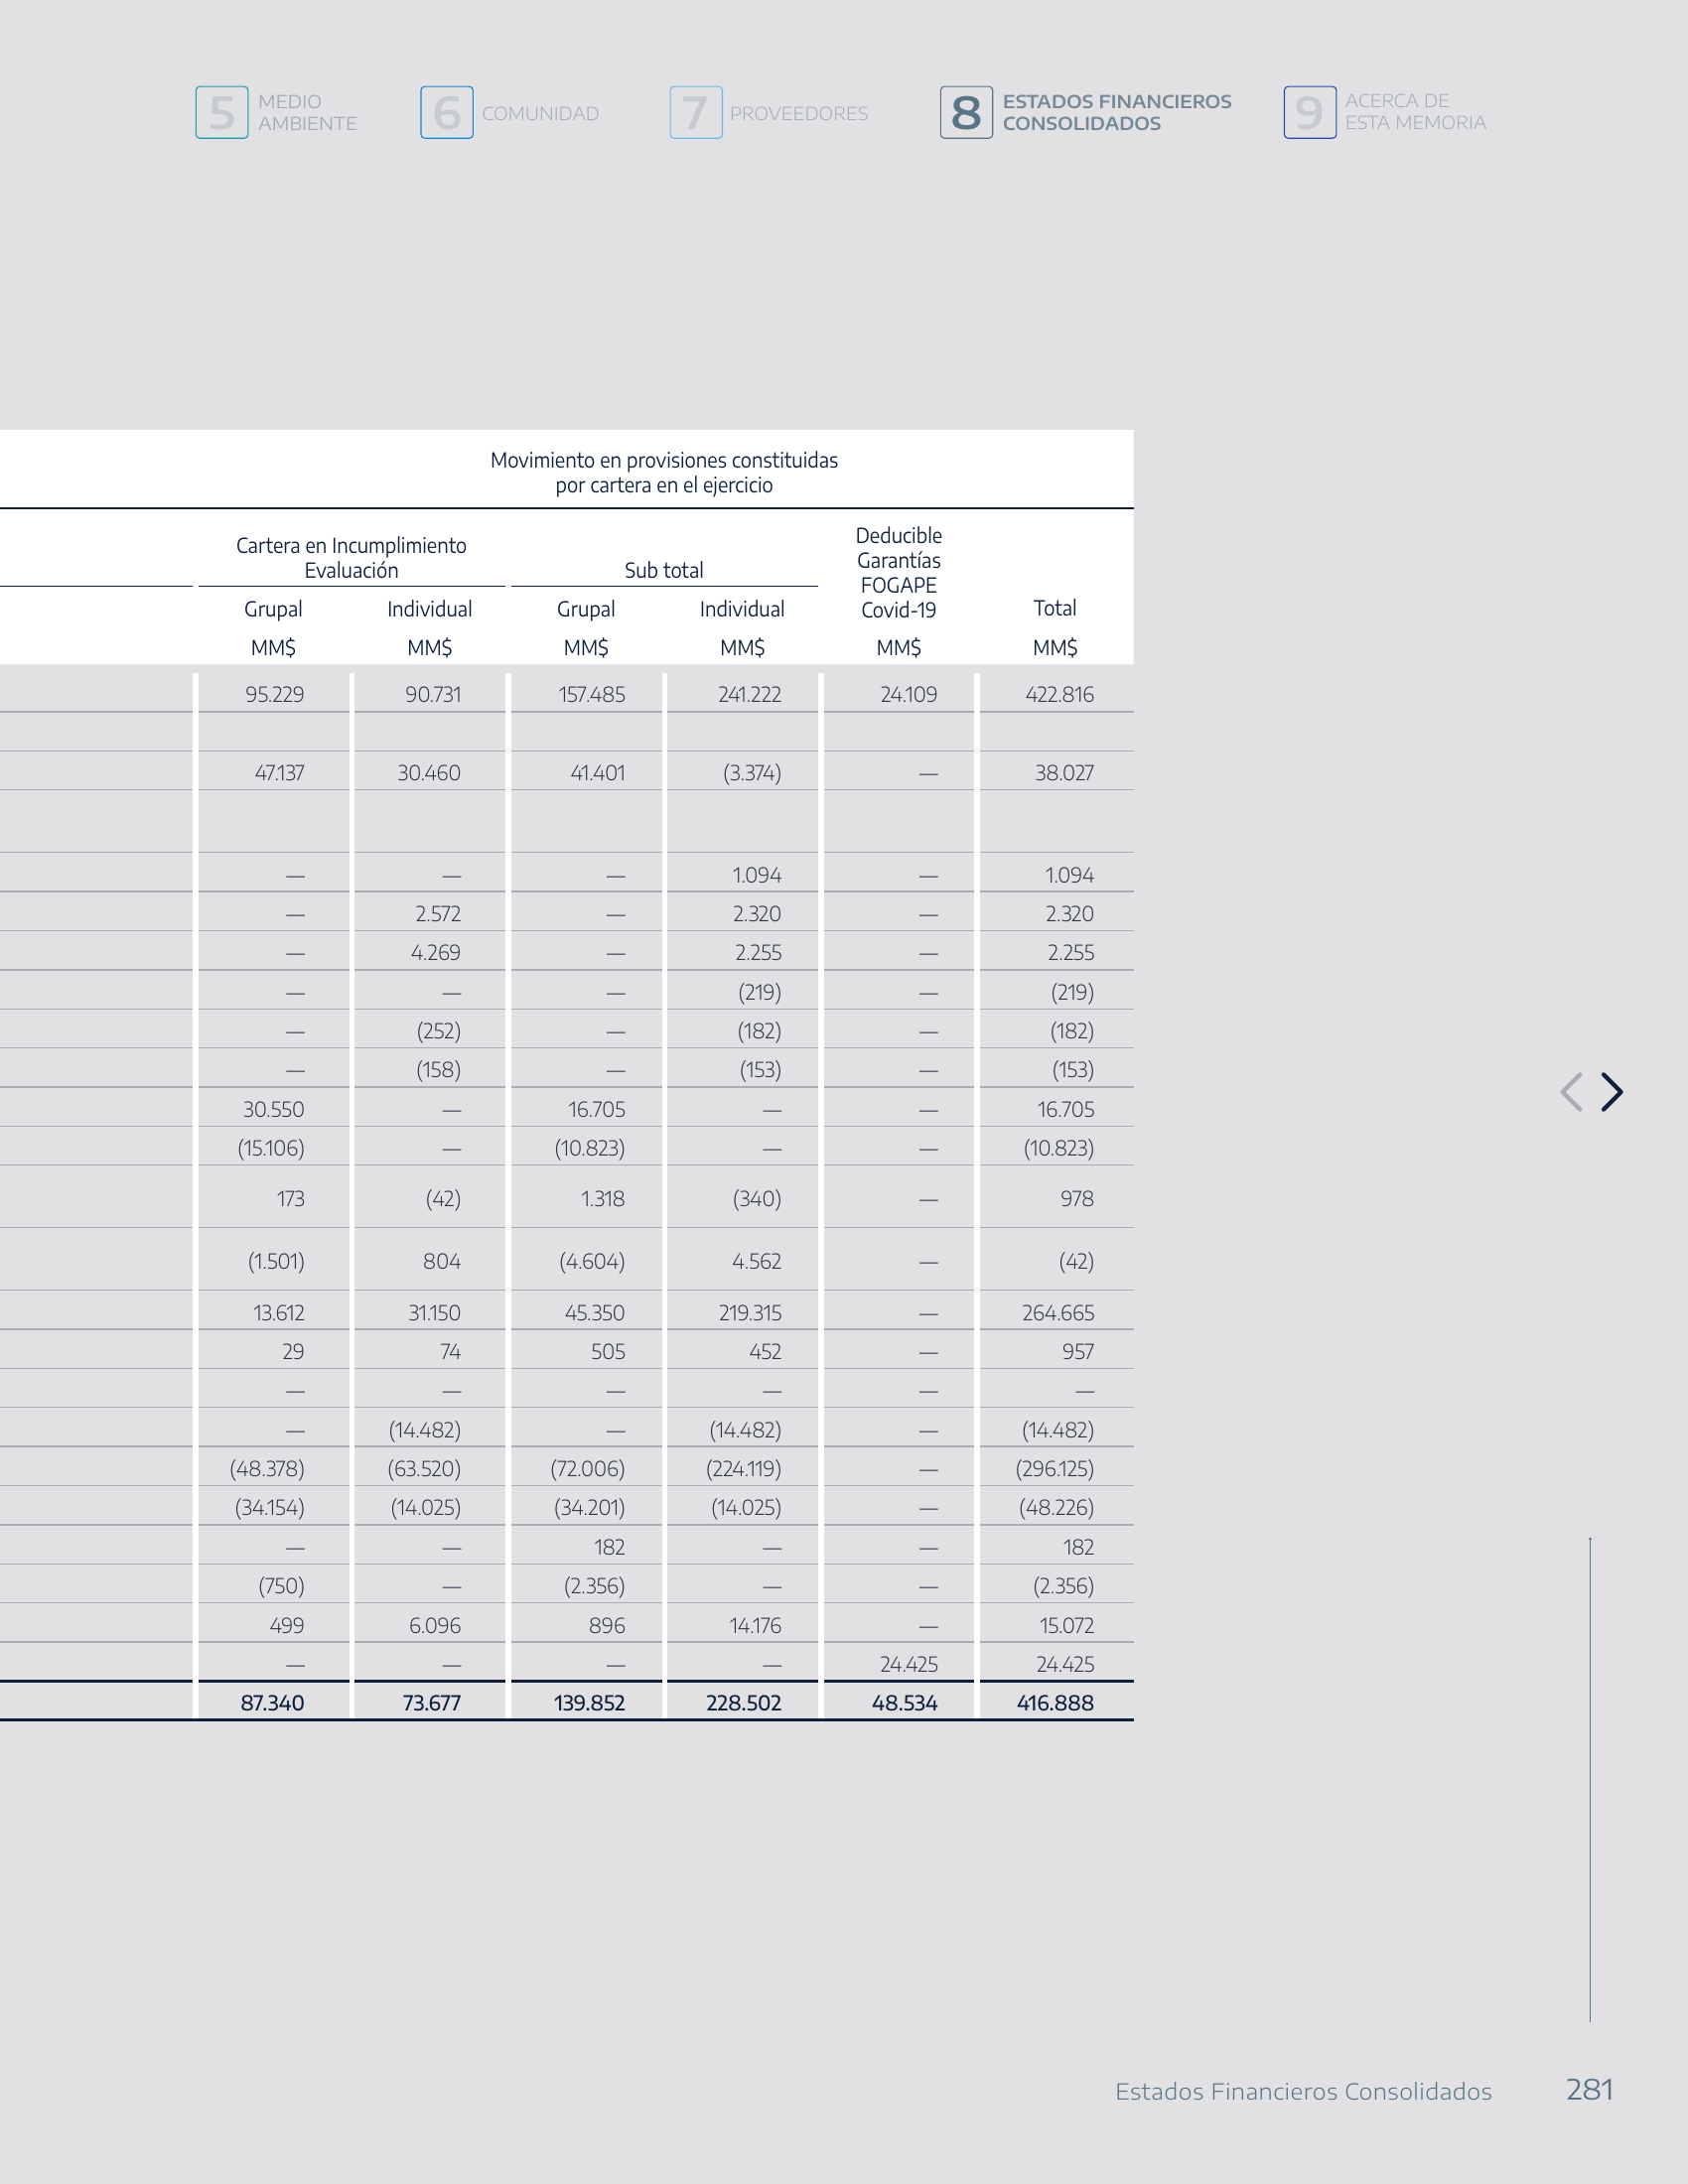 5 MEDIO AMBIENTE
6 COMUNIDAD
7 PROVEEDORES
8 ESTADOS FINANCIEROS CONSOLIDADOS
9 ACERCA DE ESTA MEMORIA
Movimiento en provisiones constituidas
por cartera en el ejercicio
Cartera en Incumplimiento
Evaluación
Sub total
Deducible
Garantías
FOGAPE
Covid-19
Total
Grupal Individual Grupal Individual
MM$ MM$ MM$ MM$ MM$ MM$
95.229 90.731 157.485 241.222 24.109 422.816
47.137 30.460 41.401 (3.374) — 38.027
— — — 1.094 — 1.094
— 2.572 — 2.320 — 2.320
— 4.269 — 2.255 — 2.255
— — — (219) — (219)
— (252) — (182) — (182)
— (158) — (153) — (153)
30.550 — 16.705 — — 16.705
(15.106) — (10.823) — — (10.823)
173 (42) 1.318 (340) — 978
(1.501) 804 (4.604) 4.562 — (42)
13.612 31.150 45.350 219.315 — 264.665
29 74 505 452 — 957
— — — — — —
— (14.482) — (14.482) — (14.482)
(48.378) (63.520) (72.006) (224.119) — (296.125)
(34.154) (14.025) (34.201) (14.025) — (48.226)
— — 182 — — 182
(750) — (2.356) — — (2.356)
499 6.096 896 14.176 — 15.072
— — — — 24.425 24.425
87.340 73.677 139.852 228.502 48.534 416.888
Estados Financieros Consolidados 281